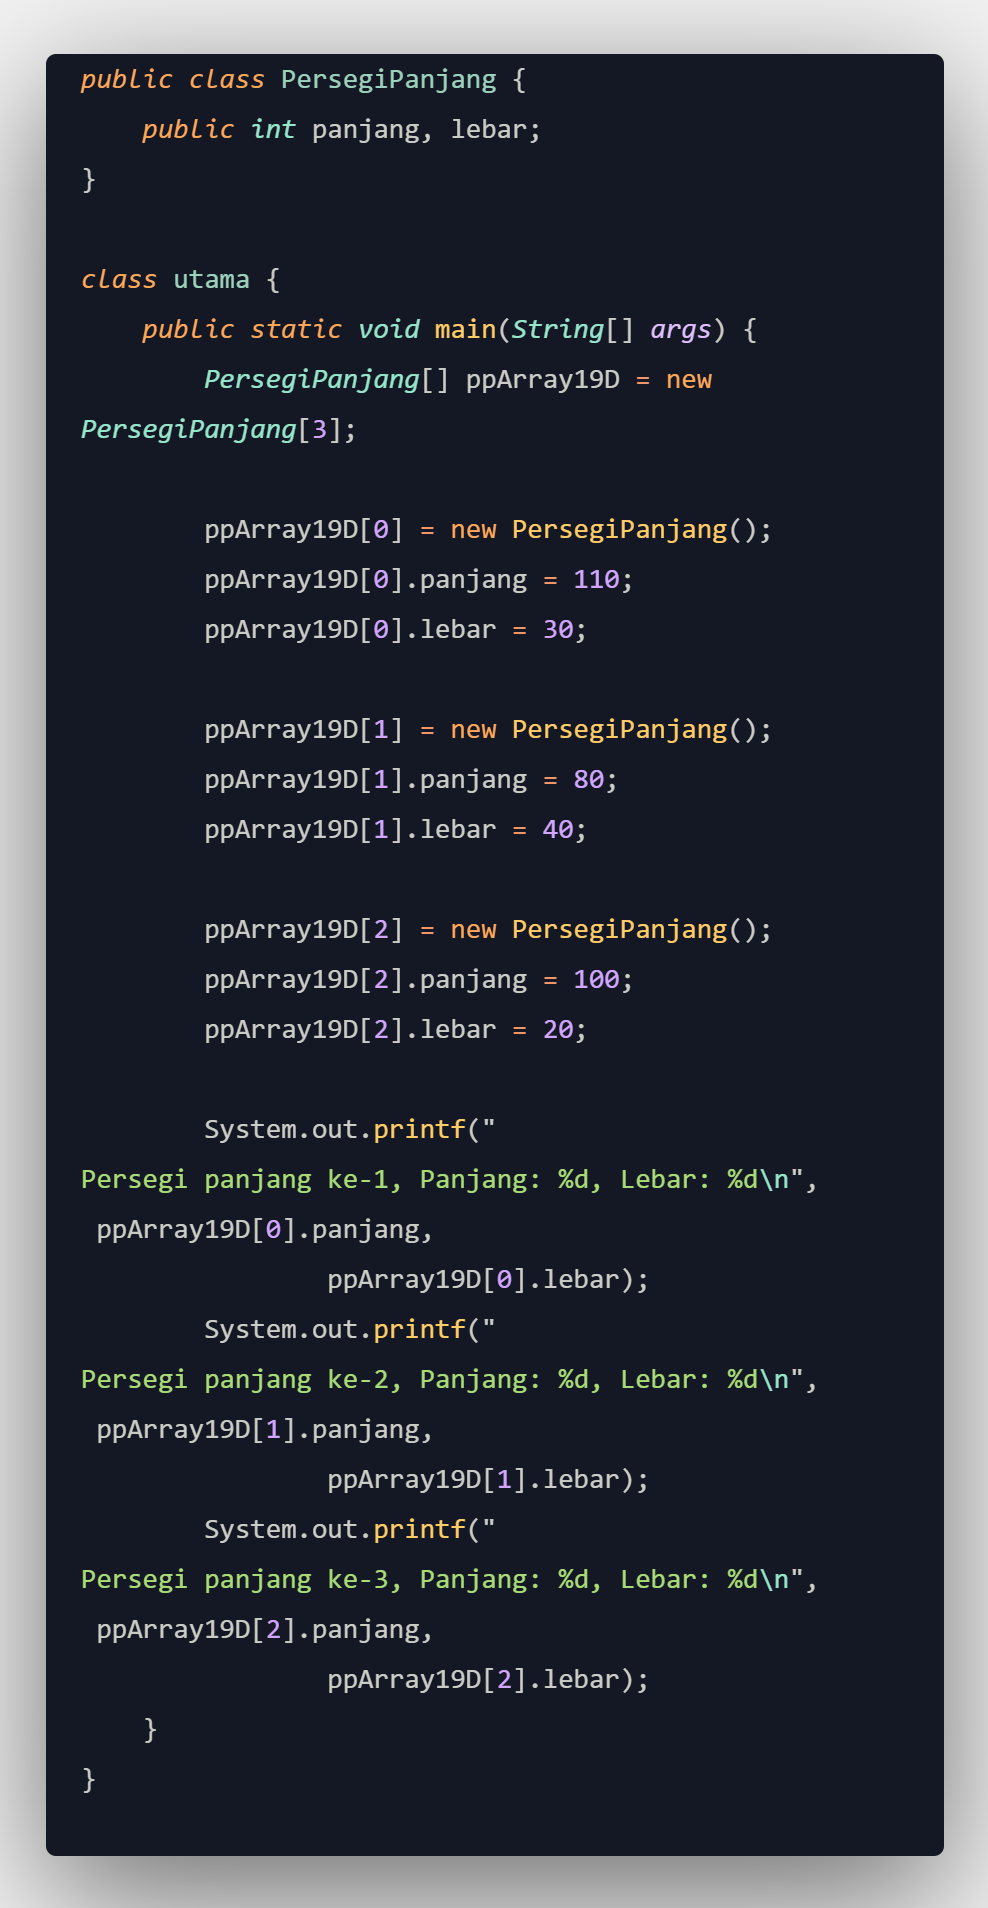 public class PersegiPanjang {
    public int panjang, lebar;
}

class utama {
    public static void main(String[] args) {
        PersegiPanjang[] ppArray19D = new
PersegiPanjang[3];

        ppArray19D[0] = new PersegiPanjang();
        ppArray19D[0].panjang = 110;
        ppArray19D[0].lebar = 30;

        ppArray19D[1] = new PersegiPanjang();
        ppArray19D[1].panjang = 80;
        ppArray19D[1].lebar = 40;

        ppArray19D[2] = new PersegiPanjang();
        ppArray19D[2].panjang = 100;
        ppArray19D[2].lebar = 20;

        System.out.printf("
Persegi panjang ke-1, Panjang: %d, Lebar: %d\n",
 ppArray19D[0].panjang,
                ppArray19D[0].lebar);
        System.out.printf("
Persegi panjang ke-2, Panjang: %d, Lebar: %d\n",
 ppArray19D[1].panjang,
                ppArray19D[1].lebar);
        System.out.printf("
Persegi panjang ke-3, Panjang: %d, Lebar: %d\n",
 ppArray19D[2].panjang,
                ppArray19D[2].lebar);
    }
}